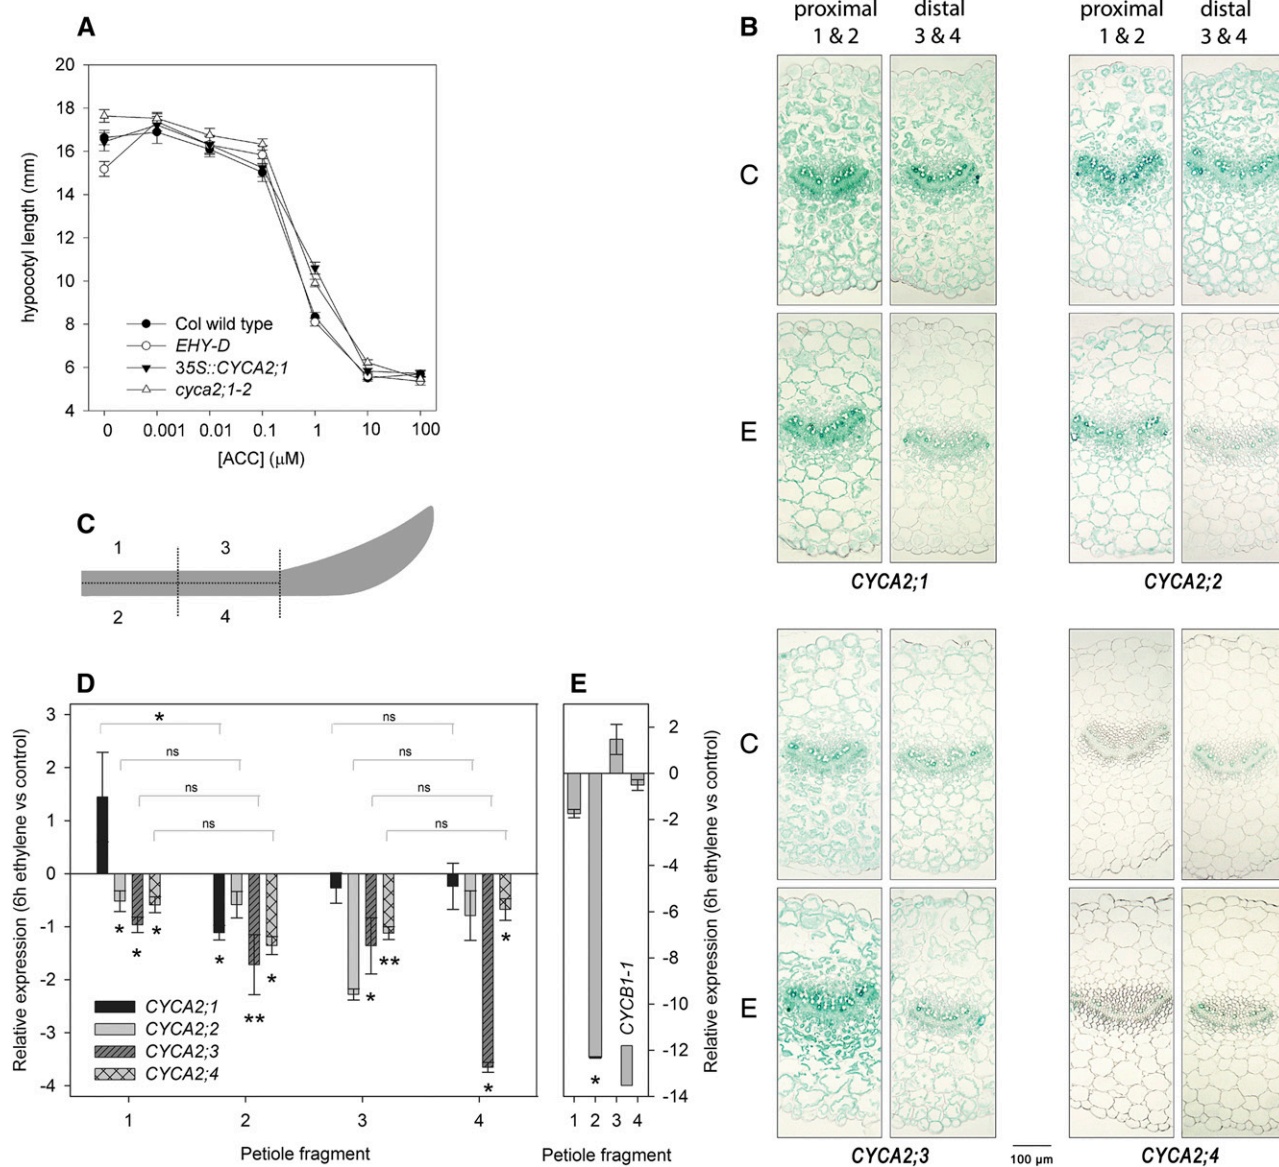 A
20
18
16
14
12
10
8
6
4
hypocotyl length (mm)
Col wild type
EHY-D
35S::CYCA2;1
cyca2;1-2
0 0.001 0.01 0.1 1 10 100
[ACC] (µM)
B
proximal distal proximal distal
1 & 2 3 & 4 1 & 2 3 & 4
C
E
CYCA2;1 CYCA2;2
C
E
CYCA2;3 100 µm CYCA2;4
C
1 3
2 4
D
3
2
1
0
-1
-2
-3
-4
Relative expression (6h ethylene vs control)
* ns
ns ns
ns ns
ns ns
* * *
* * *
**
* **
* *
CYCA2;1
CYCA2;2
CYCA2;3
CYCA2;4
1 2 3 4
Petiole fragment
E
2
0
-2
-4
-6
-8
-10
-12
-14
Relative expression (6h ethylene vs control)
CYCB1-1
*
1 2 3 4
Petiole fragment